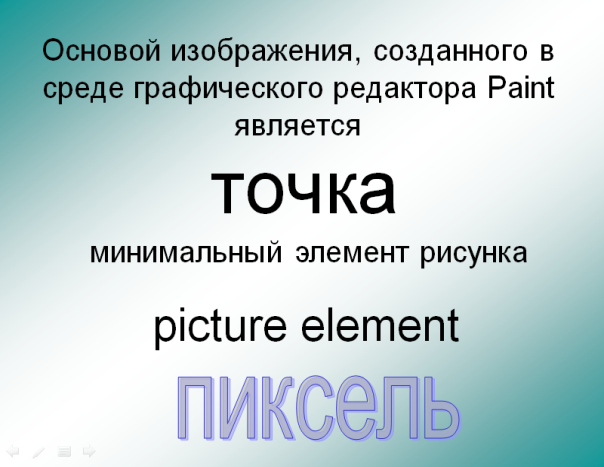 Основой изображения, созданного в
среде графического редактора Paint
является
точка
минимальный элемент рисунка
picture element
пиксель